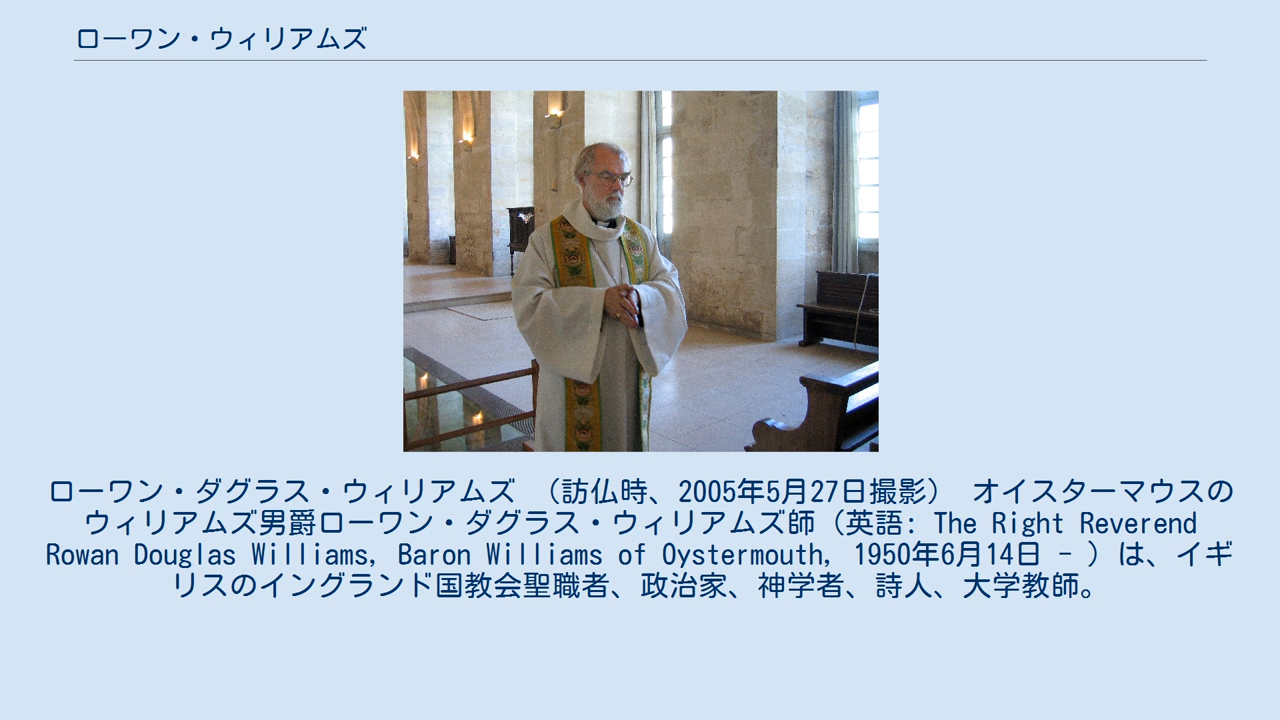 ローワン・ウィリアムズ
ローワン・ダグラス・ウィリアムズ （訪仏時、2005年5月27日撮影） オイスターマウスの
ウィリアムズ男爵ローワン・ダグラス・ウィリアムズ師（英語: The Right Reverend
Rowan Douglas Williams, Baron Williams of Oystermouth, 1950年6月14日 - ）は、イギ
リスのイングランド国教会聖職者、政治家、神学者、詩人、大学教師。